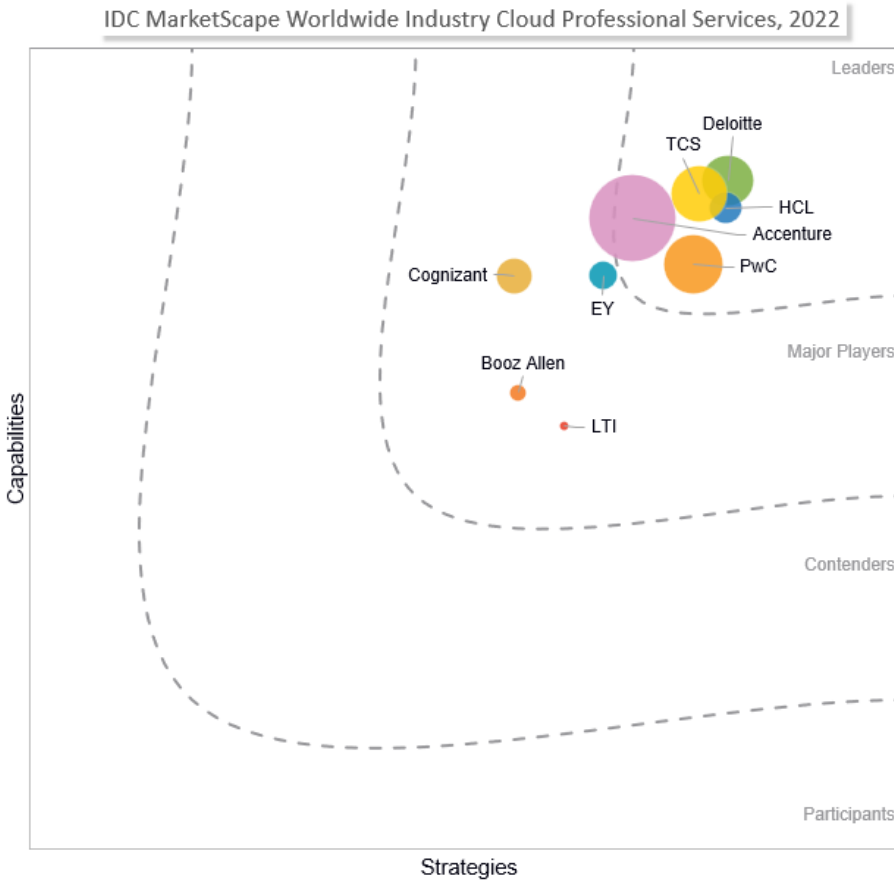 IDC MarketScape Worldwide Industry Cloud Professional Services, 2022
Leaders
Deloitte
TCS
HCL
Accenture
PwC
Cognizant
EY
Major Players
Booz Allen
LTI
Capabilities
Contenders
Participants
Strategies